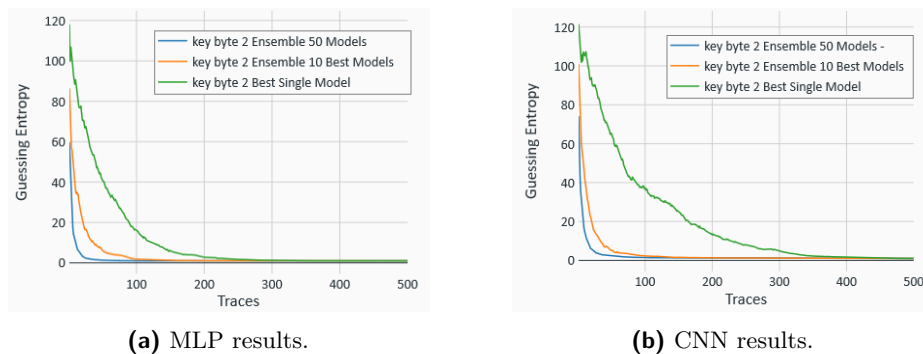 120
100
80
60
40
20
0
Guessing Entropy
key byte 2 Ensemble 50 Models
key byte 2 Ensemble 10 Best Models
key byte 2 Best Single Model
100
200
300
400
500
Traces
(a) MLP results.
120
100
80
60
40
20
0
Guessing Entropy
key byte 2 Ensemble 50 Models -
key byte 2 Ensemble 10 Best Models
key byte 2 Best Single Model
100
200
300
400
500
Traces
(b) CNN results.